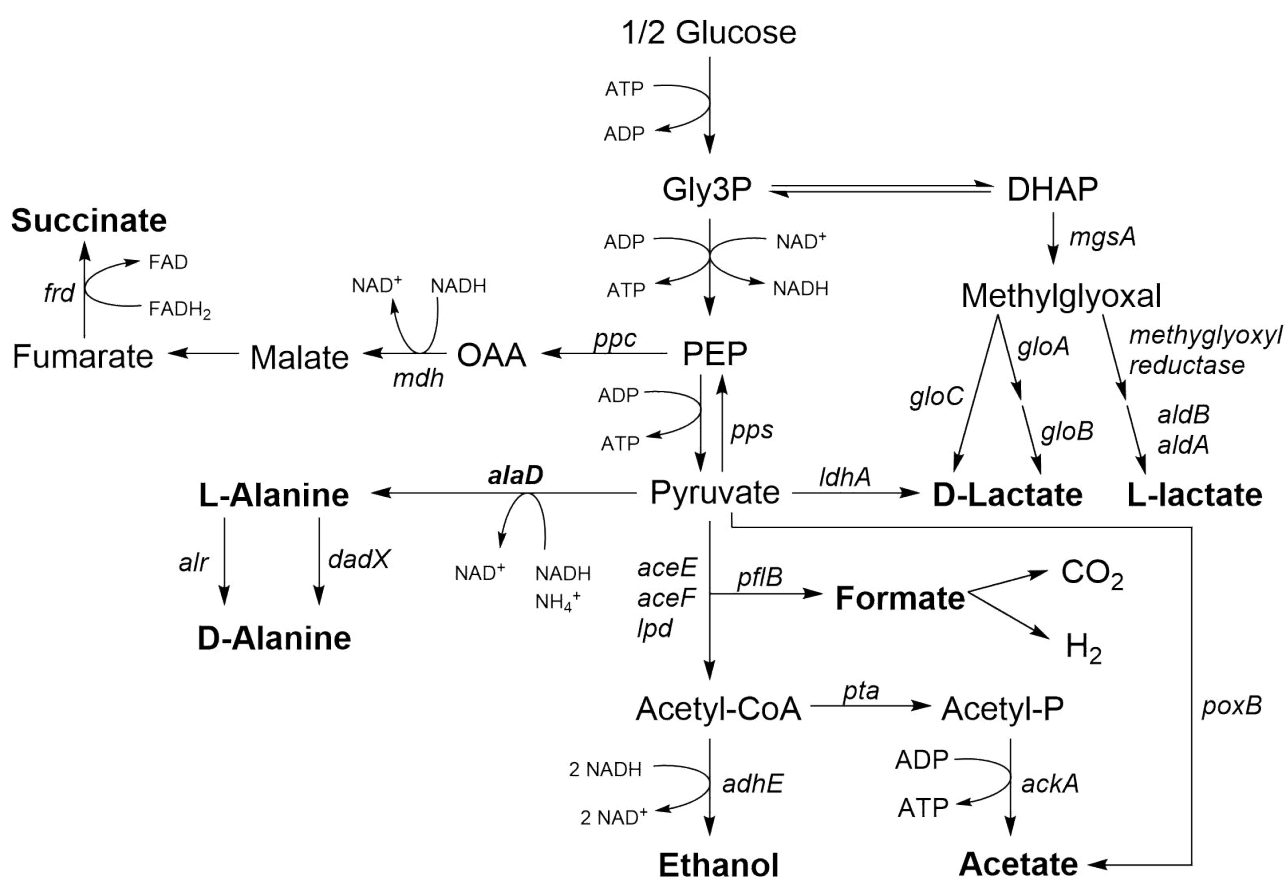 1/2 Glucose
ATP
ADP
Gly3P
DHAP
Succinate
mgsA
ADP
NAD⁺
FAD
ATP
NADH
frd
NAD⁺
NADH
FADH₂
Methylglyoxal
ppc
Fumarate
Malate
OAA
PEP
mdh
gloA
methyglyoxyl
reductase
gloC
ADP
ATP
pps
gloB
aldB
aldA
L-Alanine
alaD
Pyruvate
ldhA
D-Lactate
L-lactate
alr
dadX
NAD⁺
NADH
NH₄⁺
aceE
aceF
lpd
pflB
Formate
CO₂
H₂
D-Alanine
Acetyl-CoA
pta
Acetyl-P
poxB
2 NADH
2 NAD⁺
adhE
ADP
ATP
ackA
Ethanol
Acetate